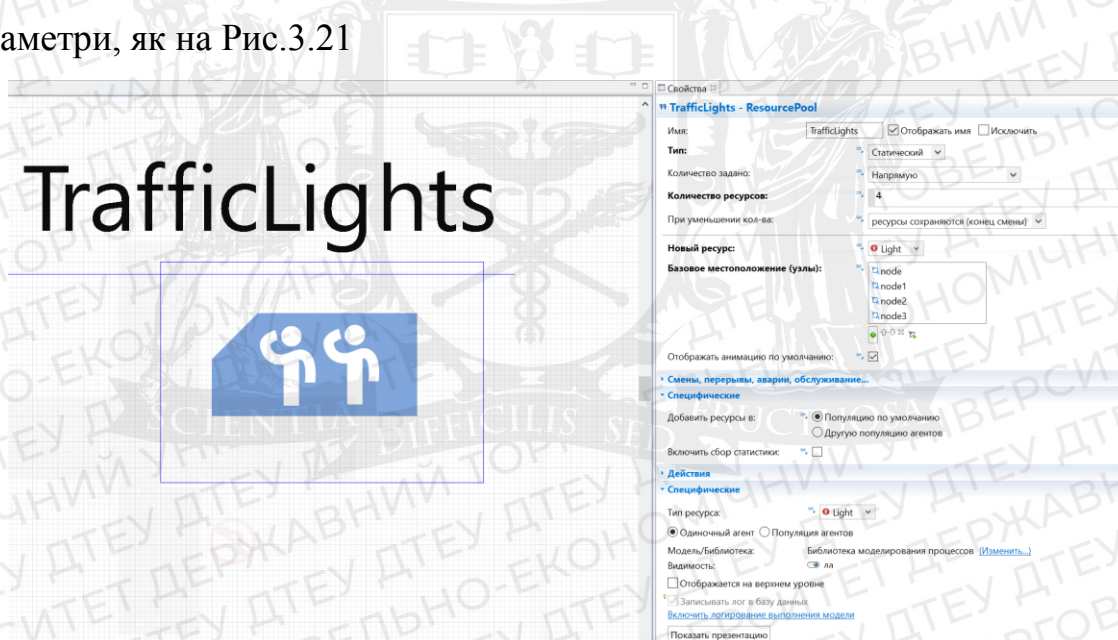 аметри, як на Рис.3.21
TrafficLights
Свойства
TrafficLights - ResourcePool
Имя: TrafficLights Отображать имя Исключить
Тип: Статический
Количество задано: Напрямую
Количество ресурсов: 4
При уменьшении кол-ва: ресурсы сохраняются (конец смены)
Новый ресурс: Light
Базовое местоположение (узлы): node
node1
node2
node3
Отображать анимацию по умолчанию:
Смены, перерывы, аварии, обслуживание...
Специфические
Добавить ресурсы в: Популяцию по умолчанию
Другую популяцию агентов
Включить сбор статистики:
Действия
Специфические
Тип ресурса: Light
Одиночный агент Популяция агентов
Модель/Библиотека: Библиотека моделирования процессов (Изменить...)
Видимость: да
Отображается на верхнем уровне
Записывать лог в базу данных
Включить логирование выполнения модели
Показать презентацию